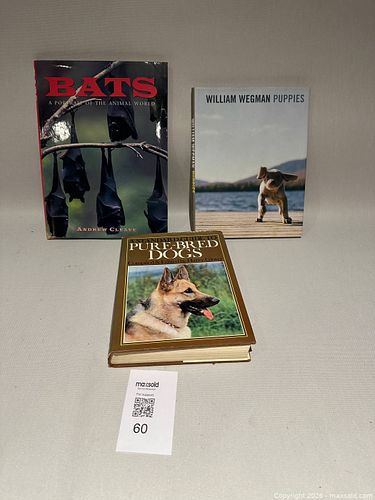 BATS
A PORTRAIT OF THE ANIMAL WORLD
ANDREW CLEAVE
WILLIAM WEGMAN PUPPIES
PURE-BRED
DOGS
maxsold
60
Copyright 2026 - maxsold.com